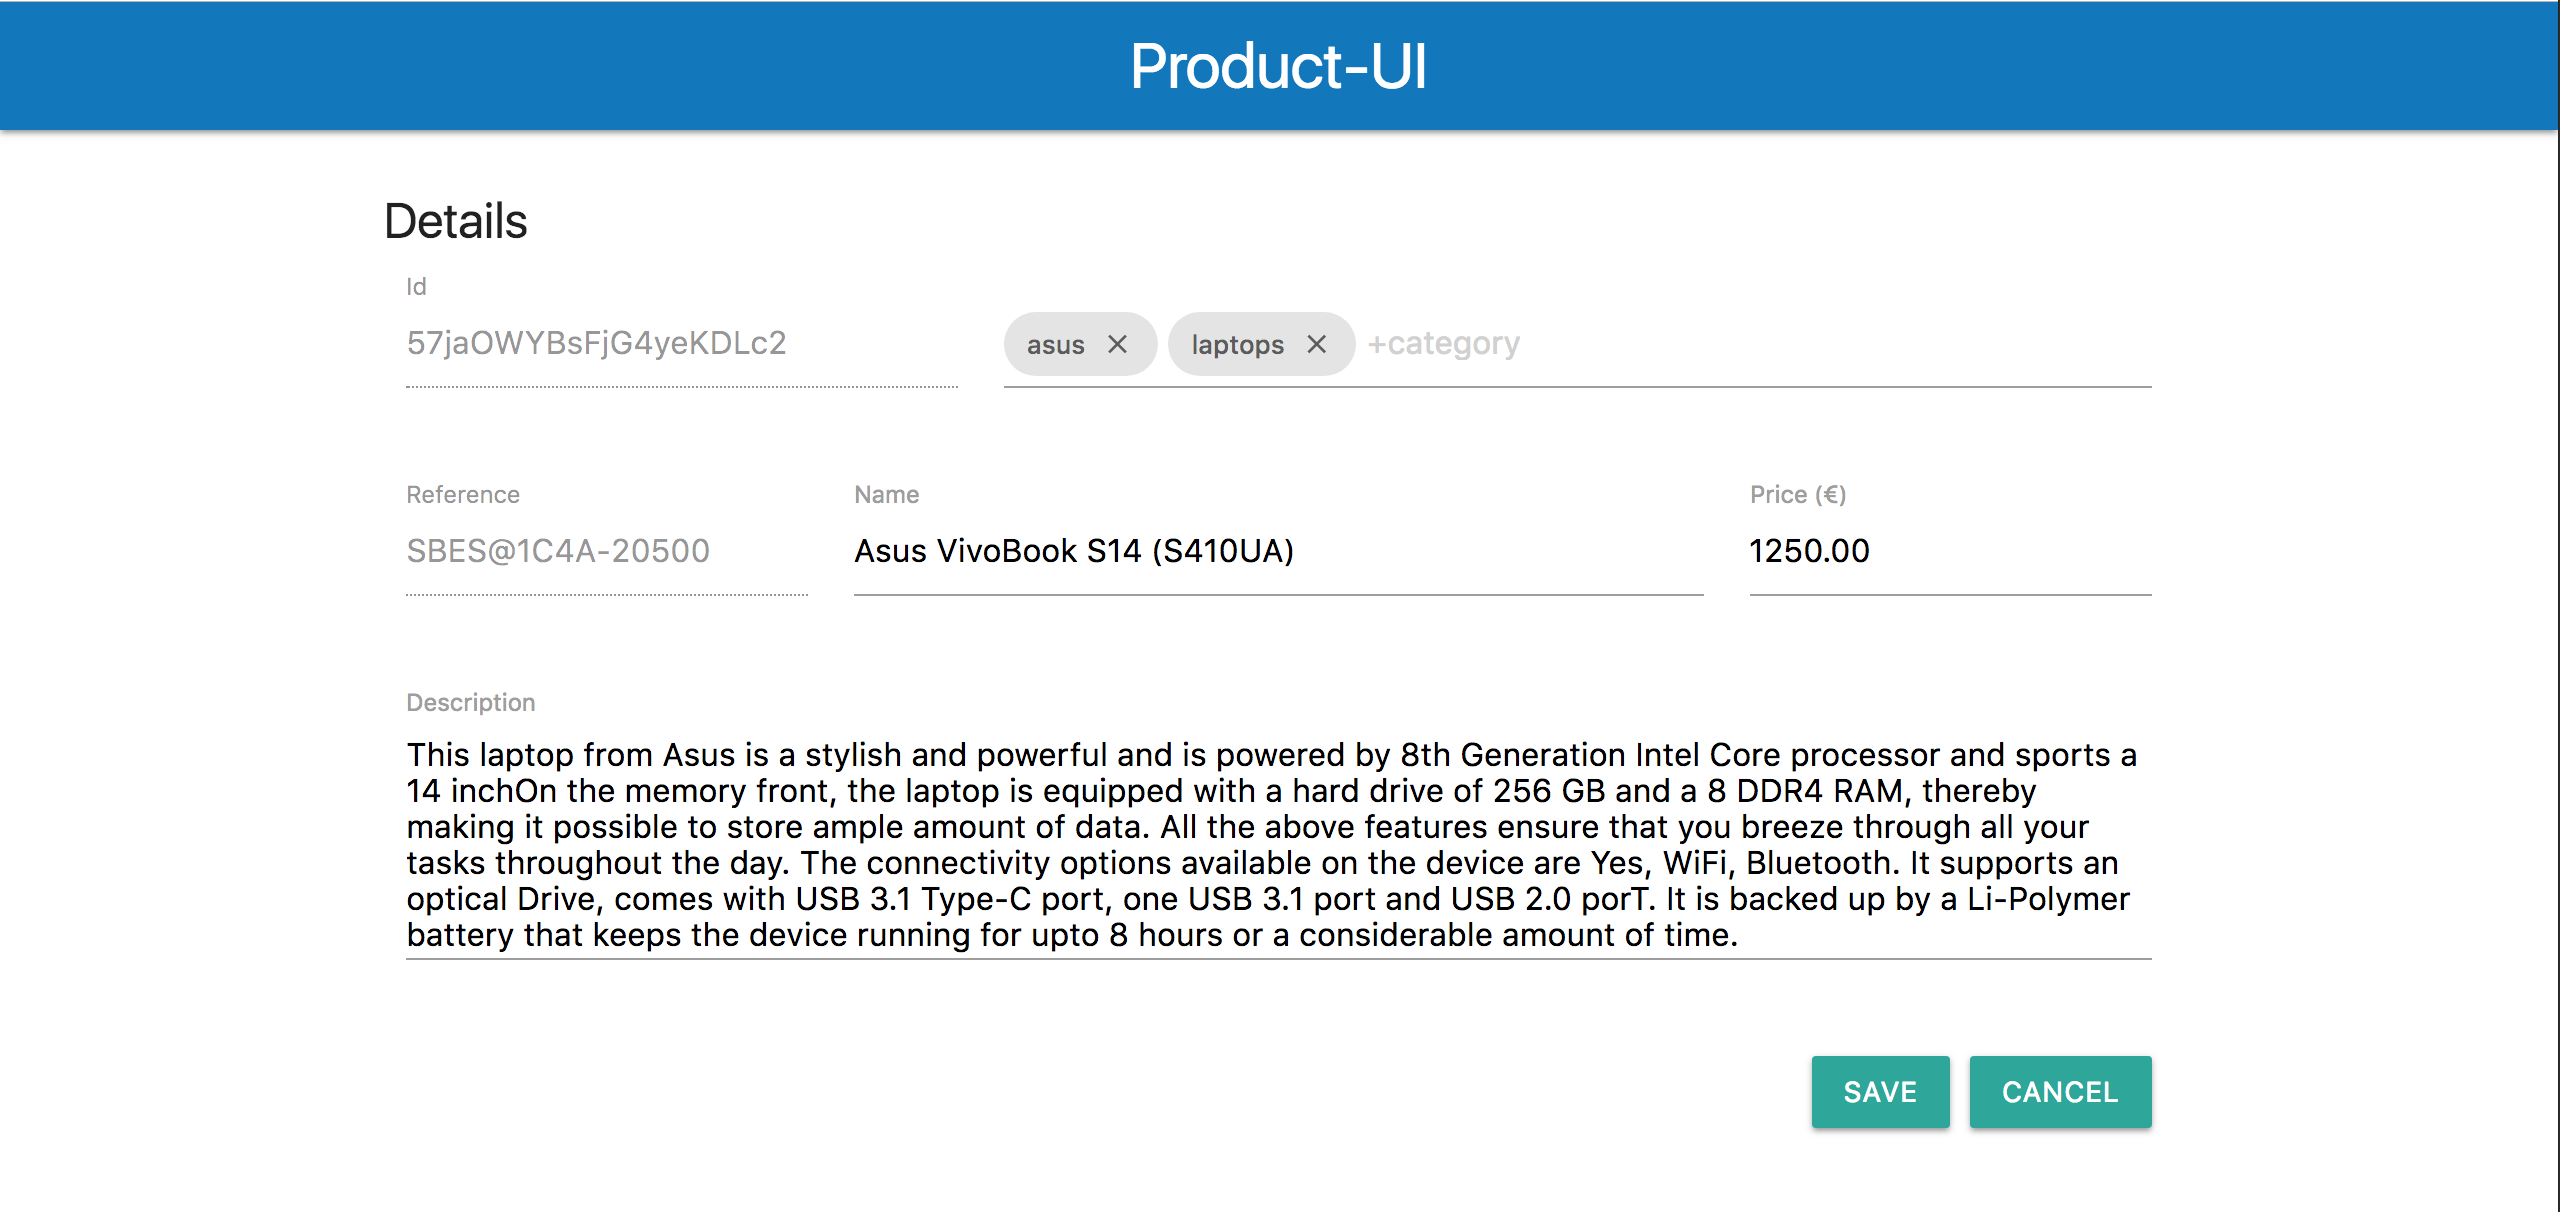 Product-UI
Details
Id
57jaOWYBsFjG4yeKDLc2
asus × laptops × +category
Reference Name Price (€)
SBES@1C4A-20500 Asus VivoBook S14 (S410UA) 1250.00
Description
This laptop from Asus is a stylish and powerful and is powered by 8th Generation Intel Core processor and sports a
14 inchOn the memory front, the laptop is equipped with a hard drive of 256 GB and a 8 DDR4 RAM, thereby
making it possible to store ample amount of data. All the above features ensure that you breeze through all your
tasks throughout the day. The connectivity options available on the device are Yes, WiFi, Bluetooth. It supports an
optical Drive, comes with USB 3.1 Type-C port, one USB 3.1 port and USB 2.0 porT. It is backed up by a Li-Polymer
battery that keeps the device running for upto 8 hours or a considerable amount of time.
SAVE CANCEL